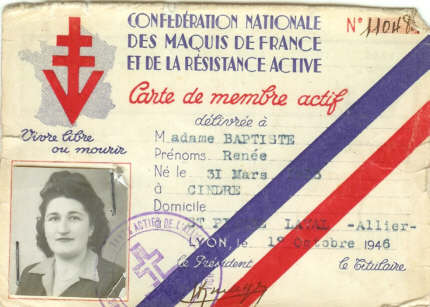 CONFÉDÉRATION NATIONALE
DES MAQUIS DE FRANCE
ET DE LA RÉSISTANCE ACTIVE
N° 11048
Carte de membre actif
délivrée à
Vivre libre
ou mourir
Madame BAPTISTE
Prénoms Renée
Né le 31 Mars
à CINDRE
Domicile
LAVAL -Allier-
LYON, le 12 Octobre 1946
Le Président Le Titulaire